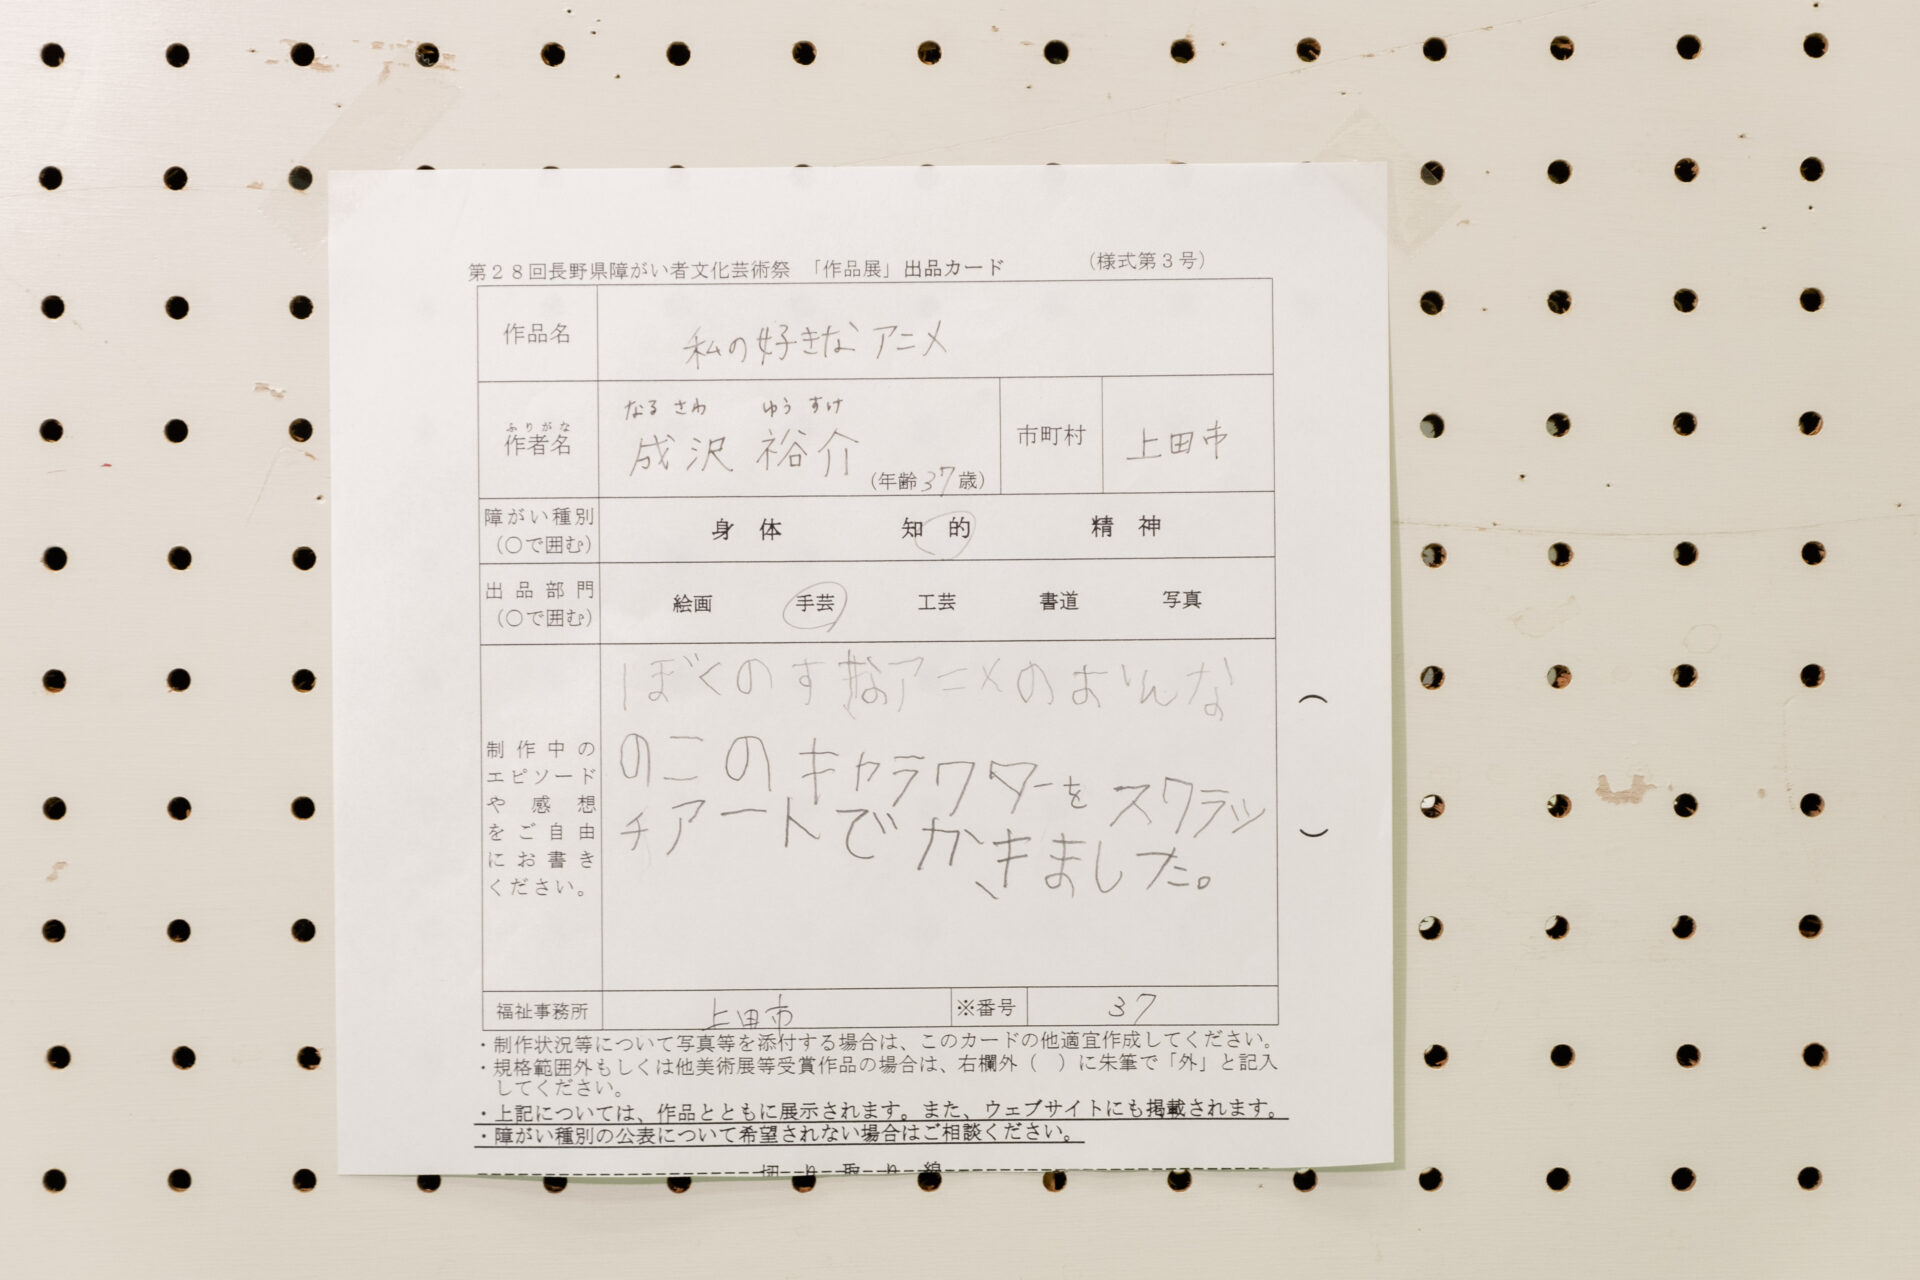 第28回長野県障がい者文化芸術祭 「作品展」出品カード （様式第3号）
作品名 私の好きなアニメ
ふりがな なるさわ ゆうすけ
作者名 成沢 裕介 (年齢37歳) 市町村 上田市
障がい種別 (○で囲む) 身体 知的 精神
出品部門 (○で囲む) 絵画 手芸 工芸 書道 写真
制作中の
エピソード
や感想
をご自由
にお書き
ください。
ぼくのすきなアニメのおんな
のこのキャラクターをスクラッ
チアートでかきました。
（ ）
福祉事務所 上田市 ※番号 37
・制作状況等について写真等を添付する場合は、このカードの他適宜作成してください。
・規格範囲外もしくは他美術展等受賞作品の場合は、右欄外（ ）に朱筆で「外」と記入
してください。
・上記については、作品とともに展示されます。また、ウェブサイトにも掲載されます。
・障がい種別の公表について希望されない場合はご相談ください。
切り取り線